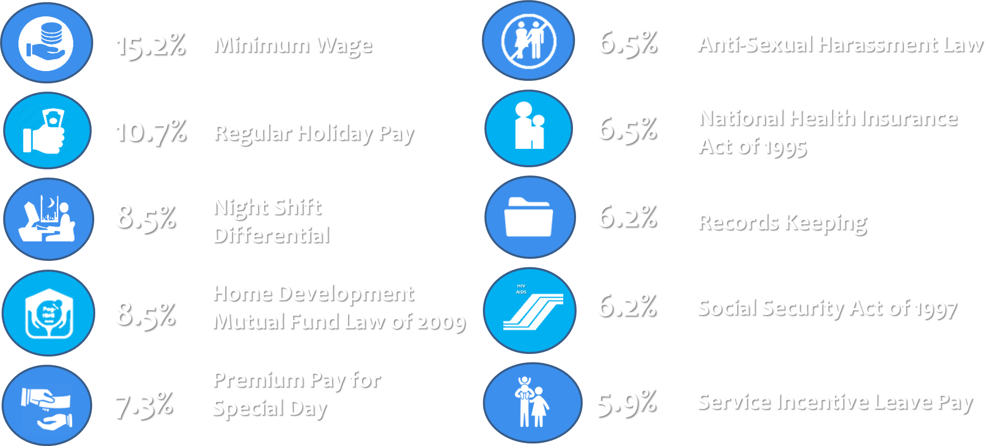 15.2%
Minimum Wage
10.7%
Regular Holiday Pay
8.5%
Night Shift
Differential
8.5%
Home Development
Mutual Fund Law of 2009
7.3%
Premium Pay for
Special Day
6.5%
Anti-Sexual Harassment Law
6.5%
National Health Insurance
Act of 1995
6.2%
Records Keeping
HIV
AIDS
6.2%
Social Security Act of 1997
5.9%
Service Incentive Leave Pay